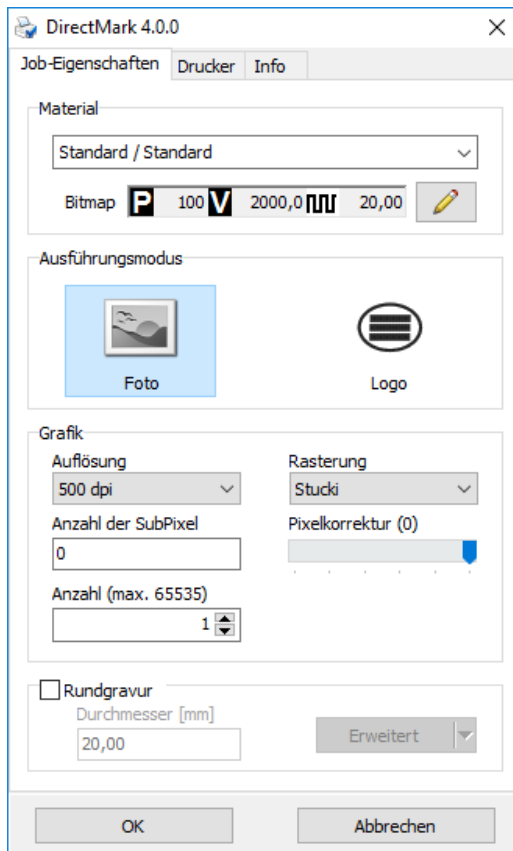 DirectMark 4.0.0
Job-Eigenschaften Drucker Info
Material
Standard / Standard
Bitmap P 100 V 2000,0 20,00
Ausführungsmodus
Foto Logo
Grafik
Auflösung Rasterung
500 dpi Stucki
Anzahl der SubPixel Pixelkorrektur (0)
0
Anzahl (max. 65535)
1
Rundgravur
Durchmesser [mm]
20,00 Erweitert
OK Abbrechen